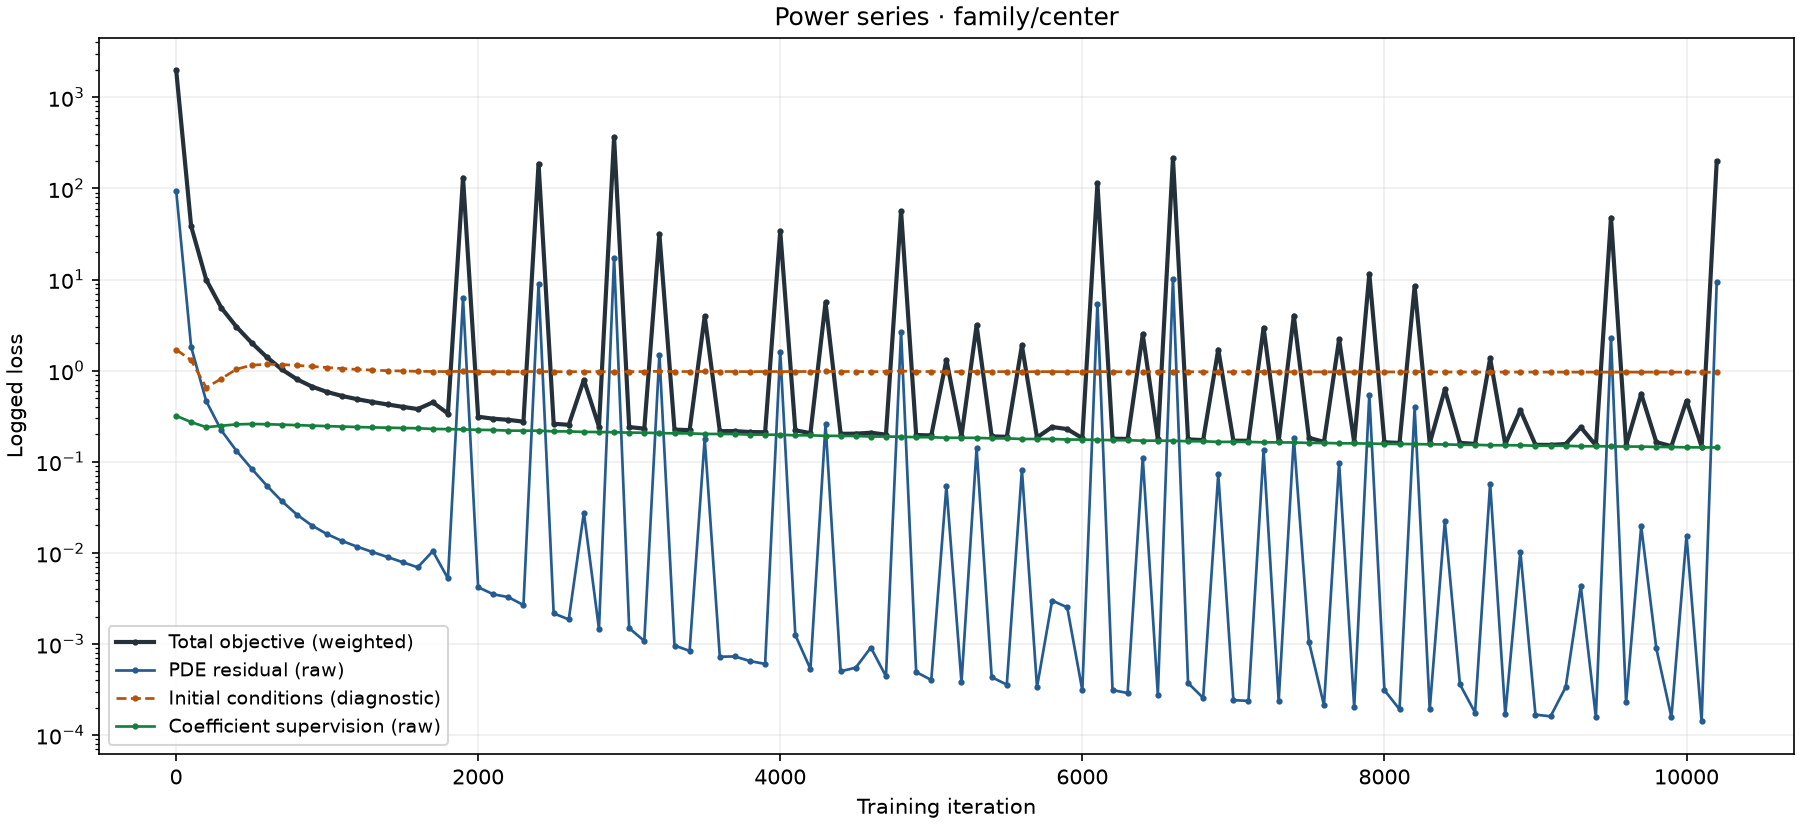 Power series · family/center
Logged loss
10³
10²
10¹
10⁰
10⁻¹
10⁻²
10⁻³
10⁻⁴
Total objective (weighted)
PDE residual (raw)
Initial conditions (diagnostic)
Coefficient supervision (raw)
0 2000 4000 6000 8000 10000
Training iteration